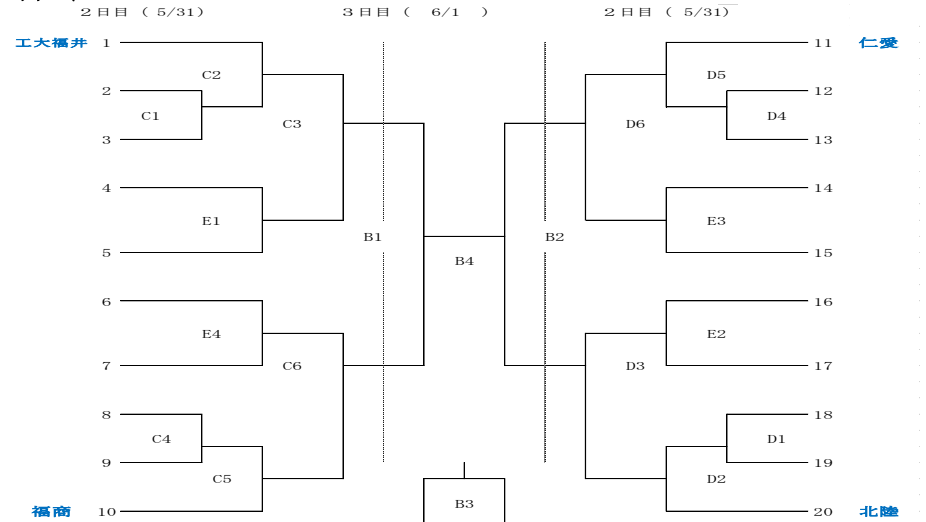 ２日目（ 5/31） ３日目（ 6/1 ） ２日目（ 5/31）
工大福井 1 11 仁愛
C2 D5
2 12
C1 D4
C3 D6
3 13
4 14
E1 E3
B1 B2
5 15
B4
6 16
E4 E2
7 C6 D3 17
8 18
C4 D1
9 19
C5 D2
B3
福商 10 20 北陸